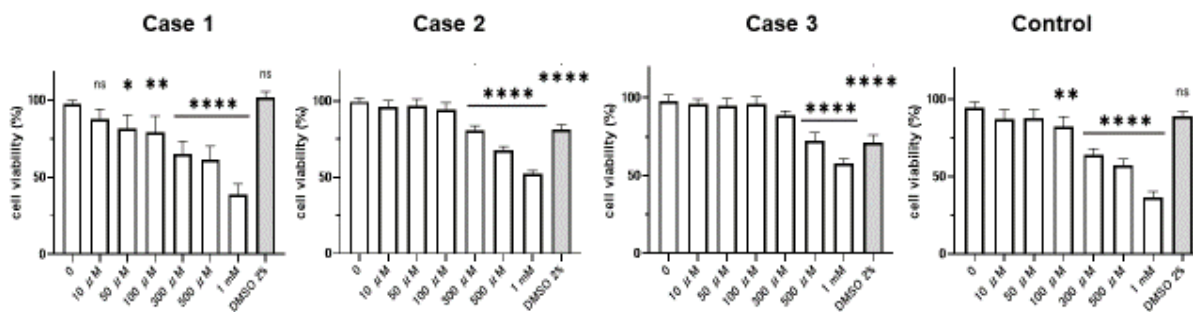 Case 1
Case 2
Case 3
Control
ns
*
**
****
ns
****
****
****
****
**
****
ns
cell viability (%)
100
50
0
cell viability (%)
100
50
0
cell viability (%)
100
50
0
cell viability (%)
100
50
0
0
10 μM
50 μM
100 μM
300 μM
500 μM
1 mM
DMSO 2%
0
10 μM
50 μM
100 μM
300 μM
500 μM
1 mM
DMSO 2%
0
10 μM
50 μM
100 μM
300 μM
500 μM
1 mM
DMSO 2%
0
10 μM
50 μM
100 μM
300 μM
500 μM
1 mM
DMSO 2%